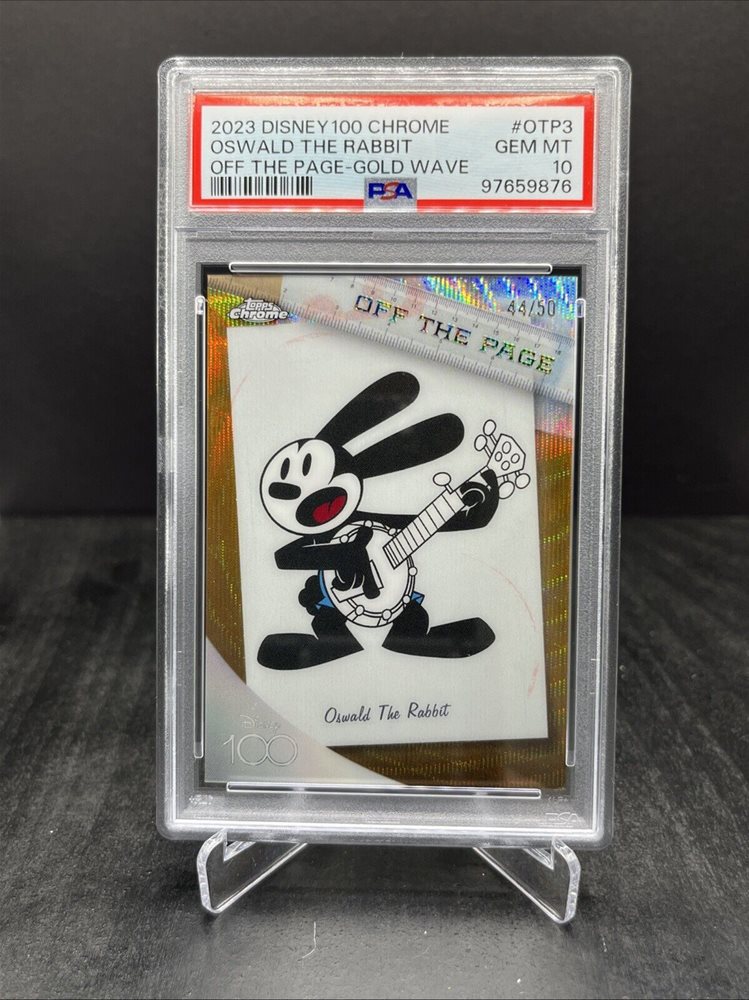 2023 DISNEY100 CHROME #OTP3
OSWALD THE RABBIT GEM MT
OFF THE PAGE-GOLD WAVE 10
PSA 97659876
Topps
Chrome
44/50
OFF THE PAGE
Oswald The Rabbit
Disney
100
PSA